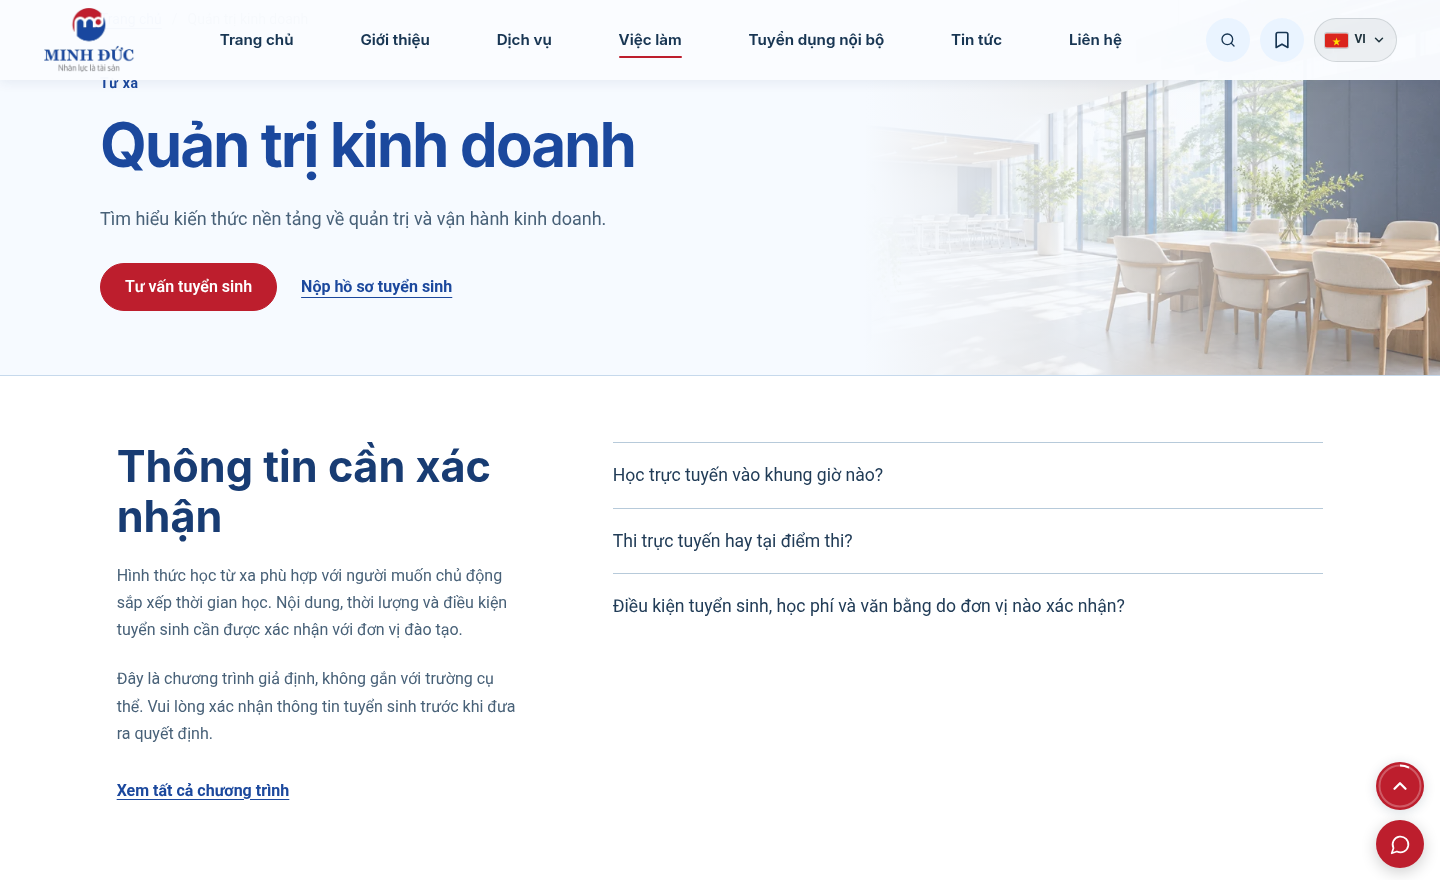 MINH ĐỨC
Nhân lực là tài sản
Trang chủ
Giới thiệu
Dịch vụ
Việc làm
Tuyển dụng nội bộ
Tin tức
Liên hệ
VI
Từ xa
Quản trị kinh doanh
Tìm hiểu kiến thức nền tảng về quản trị và vận hành kinh doanh.
Tư vấn tuyển sinh
Nộp hồ sơ tuyển sinh
Thông tin cần xác
nhận
Hình thức học từ xa phù hợp với người muốn chủ động
sắp xếp thời gian học. Nội dung, thời lượng và điều kiện
tuyển sinh cần được xác nhận với đơn vị đào tạo.
Đây là chương trình giả định, không gắn với trường cụ
thể. Vui lòng xác nhận thông tin tuyển sinh trước khi đưa
ra quyết định.
Xem tất cả chương trình
Học trực tuyến vào khung giờ nào?
Thi trực tuyến hay tại điểm thi?
Điều kiện tuyển sinh, học phí và văn bằng do đơn vị nào xác nhận?